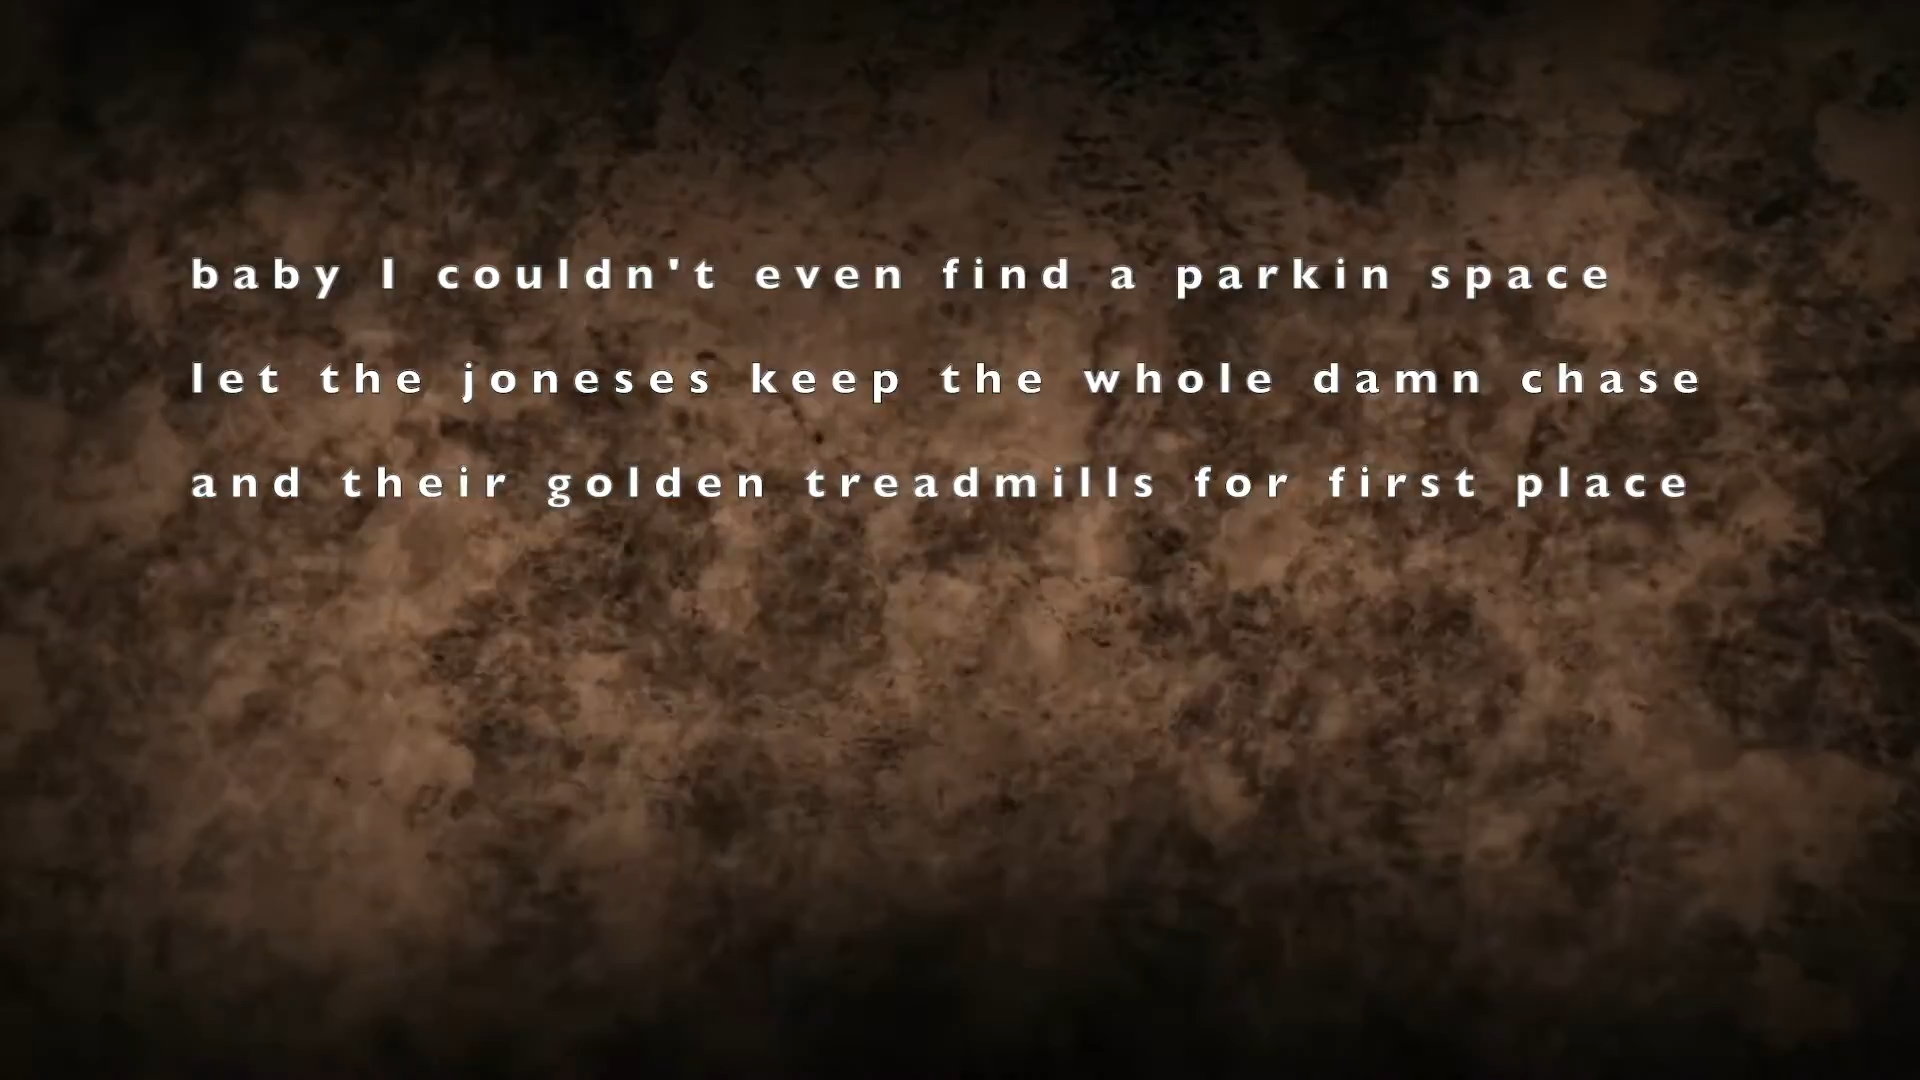 baby I couldn't even find a parkin space
let the joneses keep the whole damn chase
and their golden treadmills for first place